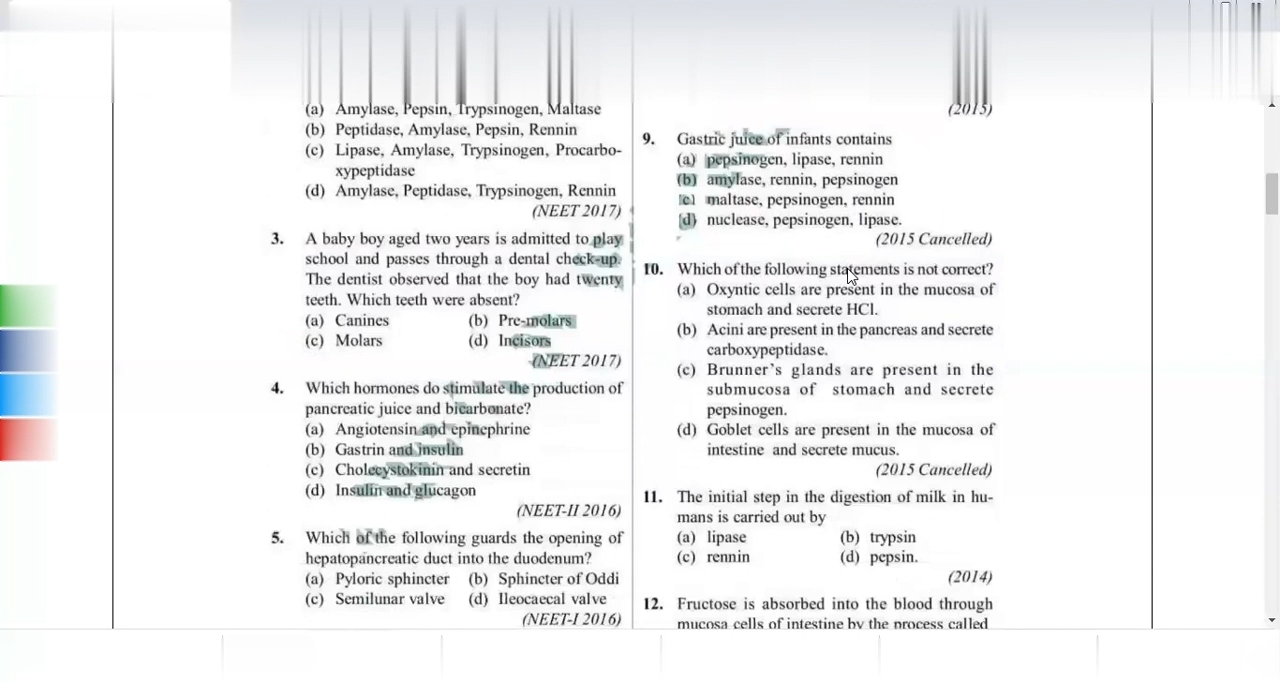 (a) Amylase, Pepsin, Trypsinogen, Maltase
(b) Peptidase, Amylase, Pepsin, Rennin
(c) Lipase, Amylase, Trypsinogen, Procarbo-
xypeptidase
(d) Amylase, Peptidase, Trypsinogen, Rennin
(NEET 2017)
3. A baby boy aged two years is admitted to play
school and passes through a dental check-up.
The dentist observed that the boy had twenty
teeth. Which teeth were absent?
(a) Canines (b) Pre-molars
(c) Molars (d) Incisors
(NEET 2017)
4. Which hormones do stimulate the production of
pancreatic juice and bicarbonate?
(a) Angiotensin and epinephrine
(b) Gastrin and insulin
(c) Cholecystokinin and secretin
(d) Insulin and glucagon
(NEET-II 2016)
5. Which of the following guards the opening of
hepatopancreatic duct into the duodenum?
(a) Pyloric sphincter (b) Sphincter of Oddi
(c) Semilunar valve (d) Ileocaecal valve
(NEET-I 2016)
(2015)
9. Gastric juice of infants contains
(a) pepsinogen, lipase, rennin
(b) amylase, rennin, pepsinogen
(c) maltase, pepsinogen, rennin
(d) nuclease, pepsinogen, lipase.
(2015 Cancelled)
10. Which of the following statements is not correct?
(a) Oxyntic cells are present in the mucosa of
stomach and secrete HCl.
(b) Acini are present in the pancreas and secrete
carboxypeptidase.
(c) Brunner's glands are present in the
submucosa of stomach and secrete
pepsinogen.
(d) Goblet cells are present in the mucosa of
intestine and secrete mucus.
(2015 Cancelled)
11. The initial step in the digestion of milk in hu-
mans is carried out by
(a) lipase (b) trypsin
(c) rennin (d) pepsin.
(2014)
12. Fructose is absorbed into the blood through
mucosa cells of intestine by the process called